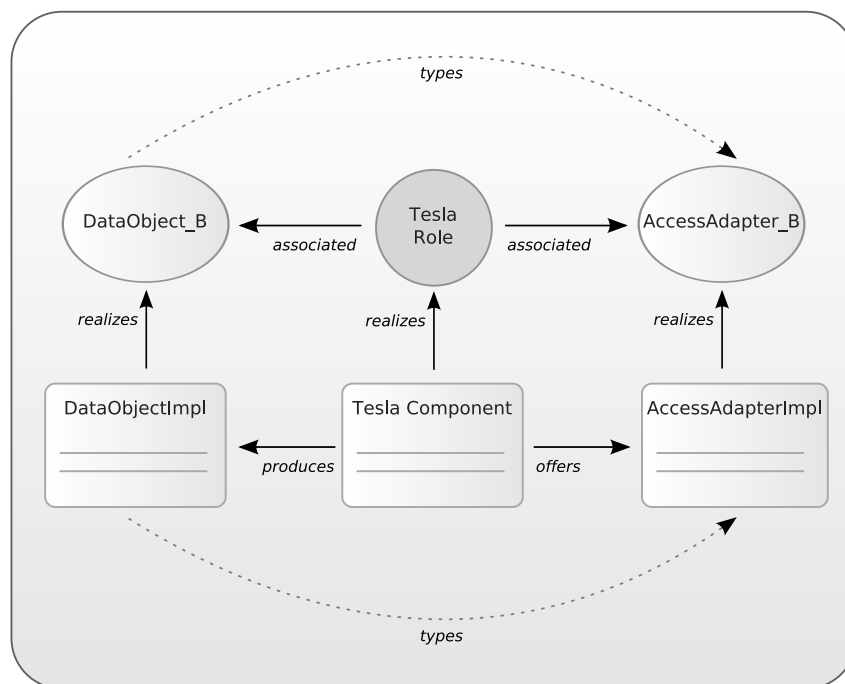 types
DataObject_B
Tesla
Role
AccessAdapter_B
associated
associated
realizes
realizes
realizes
DataObjectImpl
Tesla Component
AccessAdapterImpl
produces
offers
types